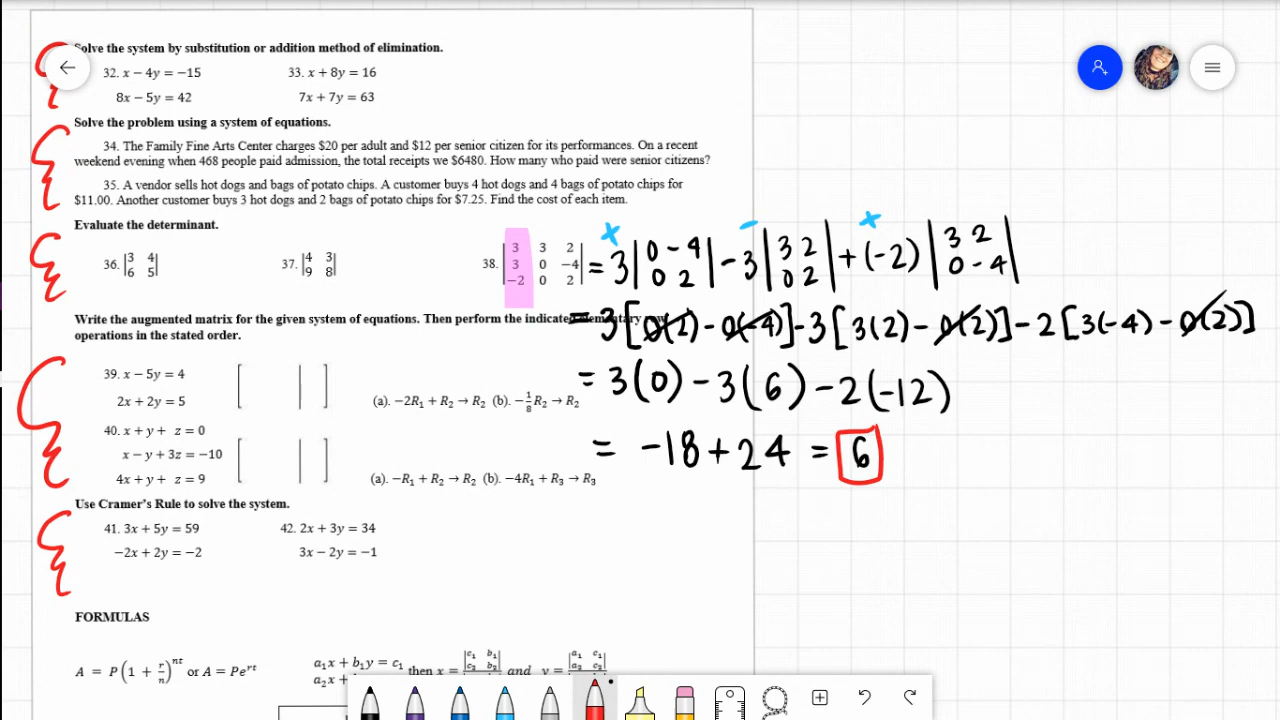 Solve the system by substitution or addition method of elimination.
32. x − 4y = −15 33. x + 8y = 16
8x − 5y = 42 7x + 7y = 63
Solve the problem using a system of equations.
34. The Family Fine Arts Center charges $20 per adult and $12 per senior citizen for its performances. On a recent
weekend evening when 468 people paid admission, the total receipts we $6480. How many who paid were senior citizens?
35. A vendor sells hot dogs and bags of potato chips. A customer buys 4 hot dogs and 4 bags of potato chips for
$11.00. Another customer buys 3 hot dogs and 2 bags of potato chips for $7.25. Find the cost of each item.
Evaluate the determinant.
+ − +
36. |3 4| 37. |4 3| 38. |3 3 2| = 3|0 −4| − 3|3 2| + (−2)|3 2|
|6 5| |9 8| |3 0 −4| |0 2| |0 2| |0 −4|
|−2 0 2|
= 3[0(2) − 0(−4)] − 3[3(2) − 0(2)] − 2[3(−4) − 0(2)]
Write the augmented matrix for the given system of equations. Then perform the indicated elementary row
operations in the stated order.
= 3(0) − 3(6) − 2(−12)
39. x − 5y = 4
2x + 2y = 5 (a). −2R₁ + R₂ → R₂ (b). −1/8 R₂ → R₂
40. x + y + z = 0
= −18 + 24 = 6
x − y + 3z = −10
4x + y + z = 9 (a). −R₁ + R₂ → R₂ (b). −4R₁ + R₃ → R₃
Use Cramer's Rule to solve the system.
41. 3x + 5y = 59 42. 2x + 3y = 34
−2x + 2y = −2 3x − 2y = −1
FORMULAS
A = P(1 + r/n)^nt or A = Pe^rt a₁x + b₁y = c₁ then x = |c₁ b₁| and y = |a₁ c₁|
a₂x + |c₂ b₂| |a₂ c₂|